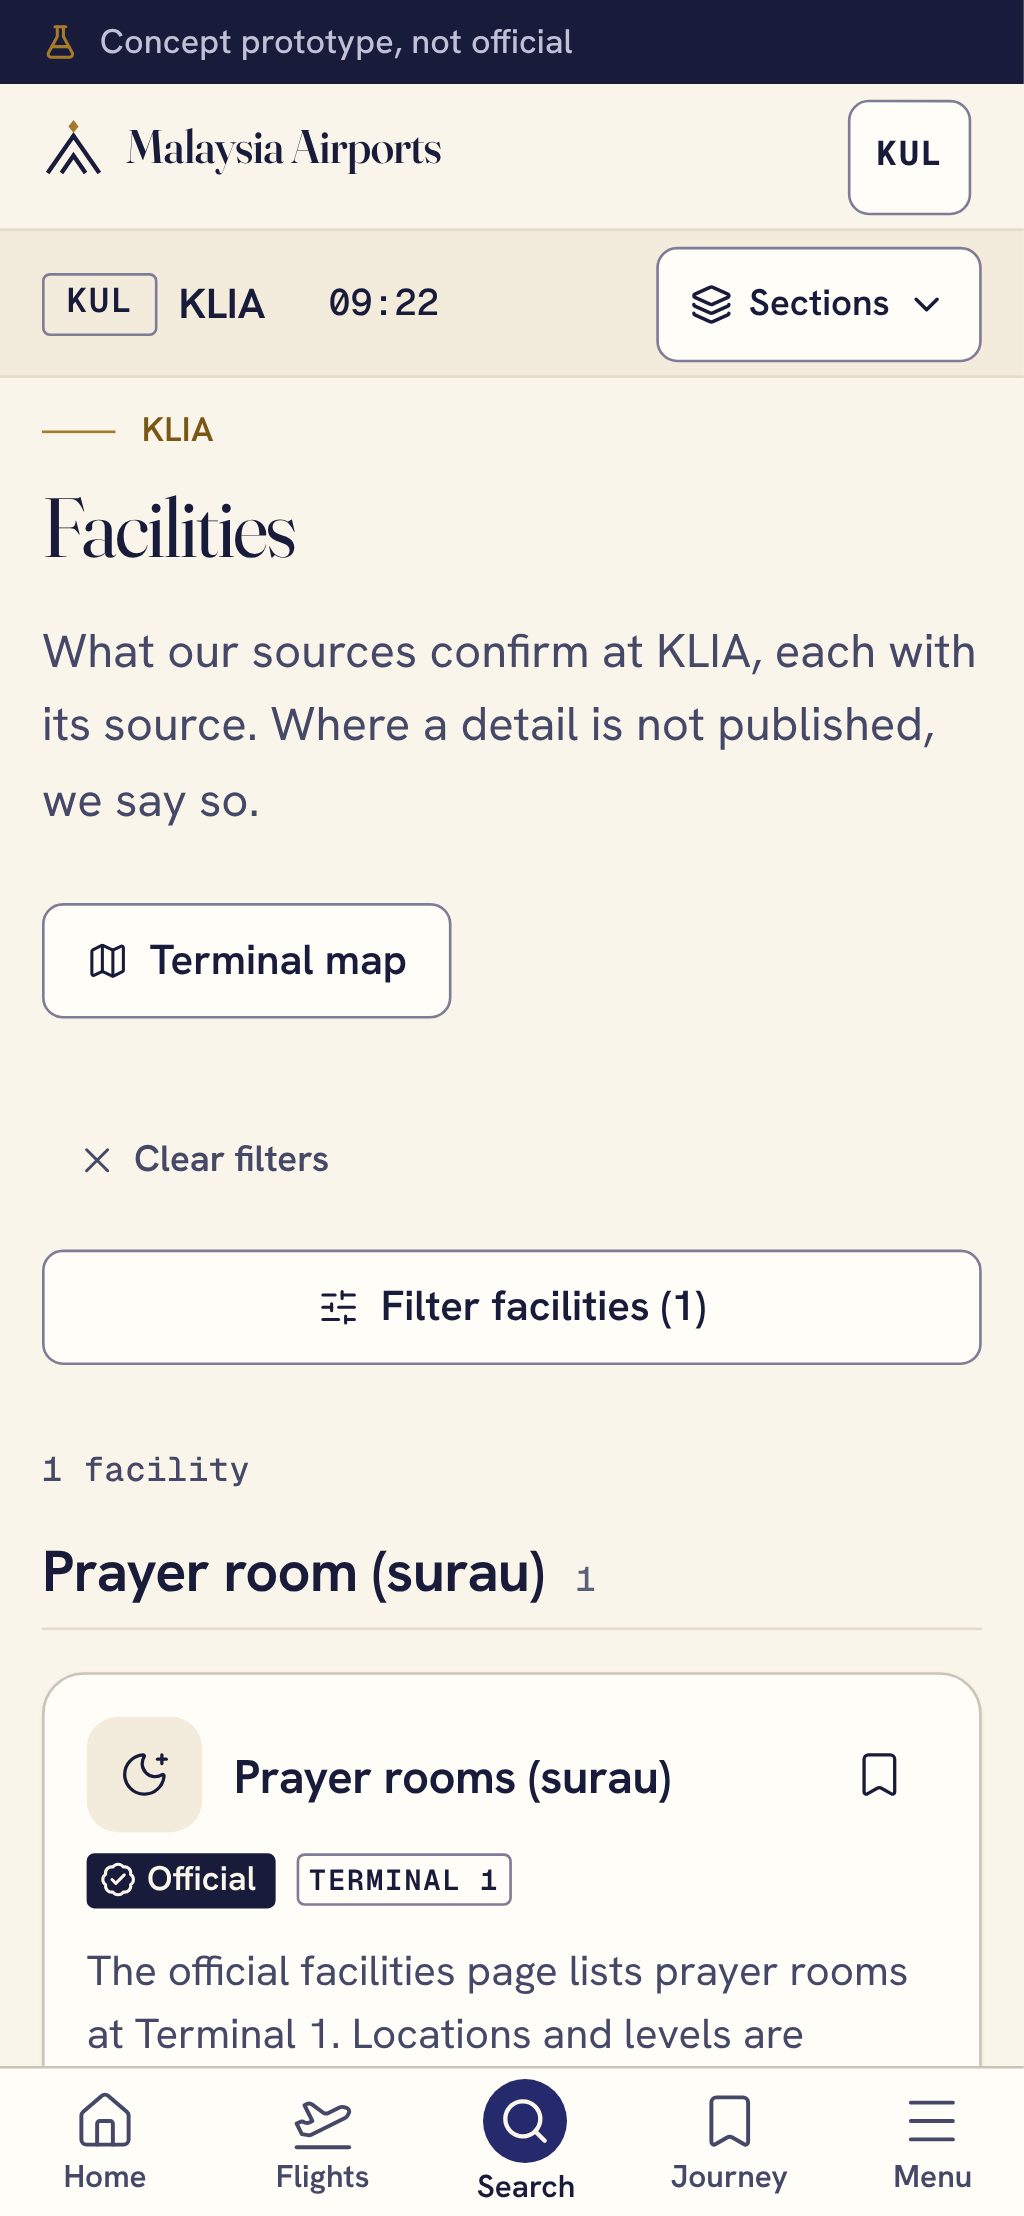 Concept prototype, not official
Malaysia Airports
KUL
KUL KLIA 09:22 Sections
KLIA
Facilities
What our sources confirm at KLIA, each with
its source. Where a detail is not published,
we say so.
Terminal map
Clear filters
Filter facilities (1)
1 facility
Prayer room (surau) 1
Prayer rooms (surau)
Official TERMINAL 1
The official facilities page lists prayer rooms
at Terminal 1. Locations and levels are
Home Flights Search Journey Menu